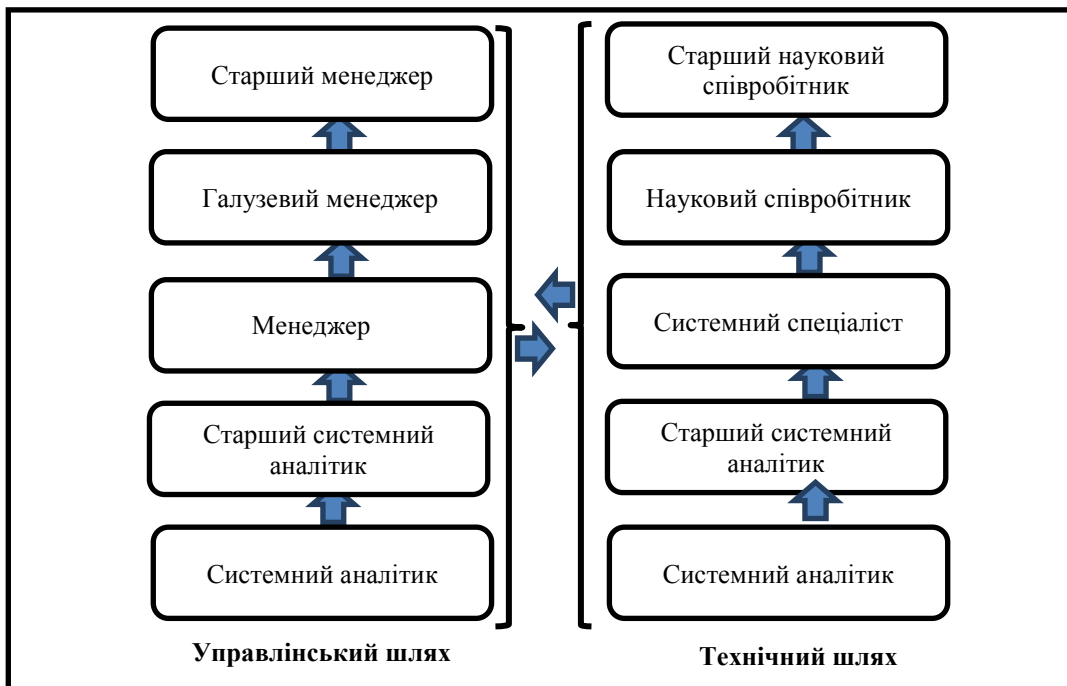 Старший менеджер
Галузевий менеджер
Менеджер
Старший системний
аналітик
Системний аналітик
Управлінський шлях
Старший науковий
співробітник
Науковий співробітник
Системний спеціаліст
Старший системний
аналітик
Системний аналітик
Технічний шлях